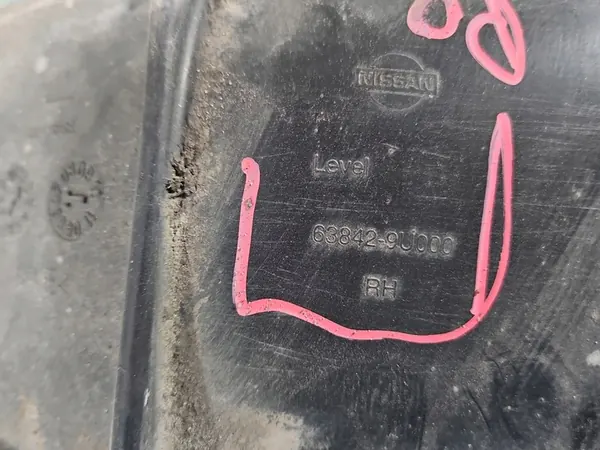 NISSAN
Level
63842-9U000
RH